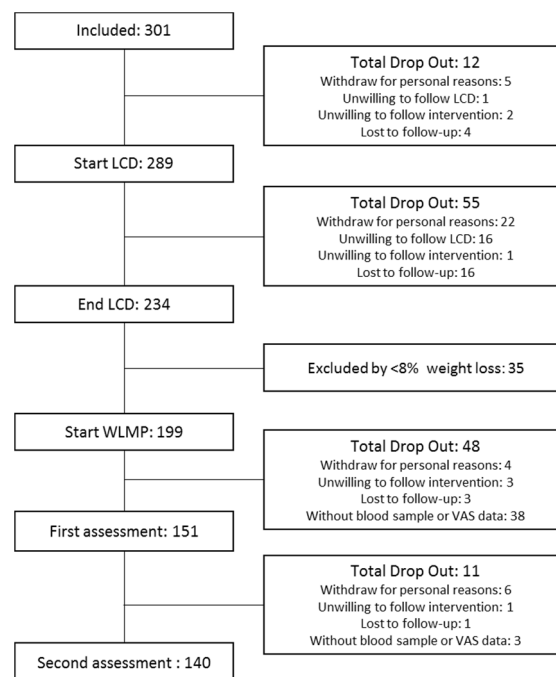 Included: 301
Total Drop Out: 12
Withdraw for personal reasons: 5
Unwilling to follow LCD: 1
Unwilling to follow intervention: 2
Lost to follow-up: 4
Start LCD: 289
Total Drop Out: 55
Withdraw for personal reasons: 22
Unwilling to follow LCD: 16
Unwilling to follow intervention: 1
Lost to follow-up: 16
End LCD: 234
Excluded by <8% weight loss: 35
Start WLMP: 199
Total Drop Out: 48
Withdraw for personal reasons: 4
Unwilling to follow intervention: 3
Lost to follow-up: 3
Without blood sample or VAS data: 38
First assessment: 151
Total Drop Out: 11
Withdraw for personal reasons: 6
Unwilling to follow intervention: 1
Lost to follow-up: 1
Without blood sample or VAS data: 3
Second assessment : 140